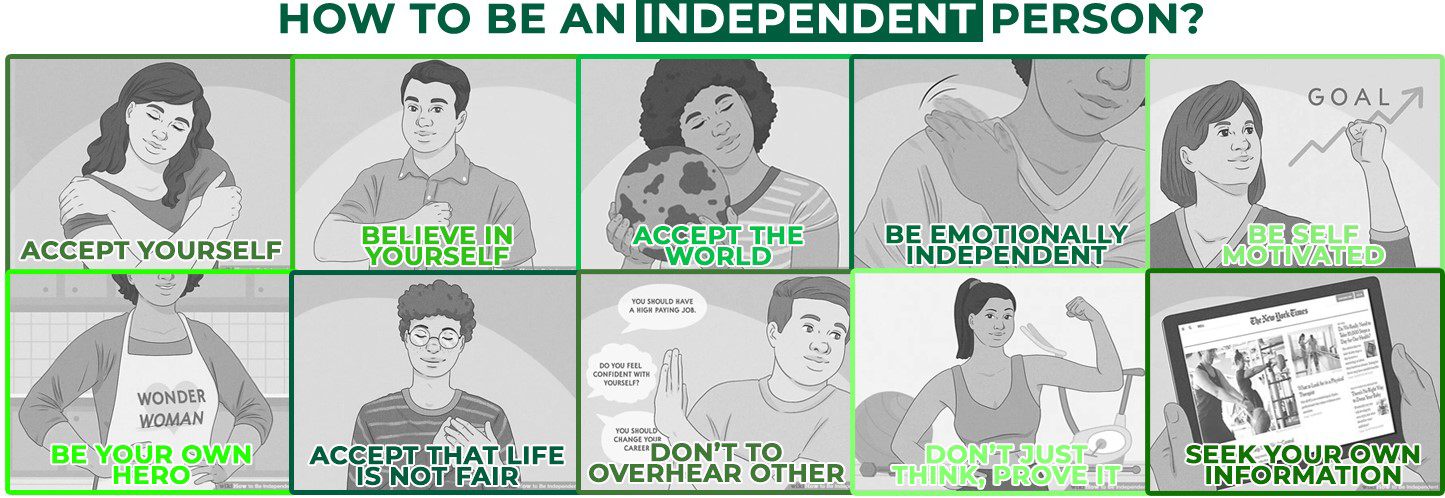 HOW TO BE AN INDEPENDENT PERSON?
ACCEPT YOURSELF
BELIEVE IN
YOURSELF
ACCEPT THE
WORLD
BE EMOTIONALLY
INDEPENDENT
GOAL
BE SELF
MOTIVATED
WONDER
WOMAN
BE YOUR OWN
HERO
ACCEPT THAT LIFE
IS NOT FAIR
YOU SHOULD HAVE
A HIGH PAYING JOB.
DO YOU FEEL
CONFIDENT WITH
YOURSELF?
YOU SHOULD
CHANGE YOUR
CAREER
DON'T TO
OVERHEAR OTHER
DON'T JUST
THINK, PROVE IT
The New York Times
SEEK YOUR OWN
INFORMATION